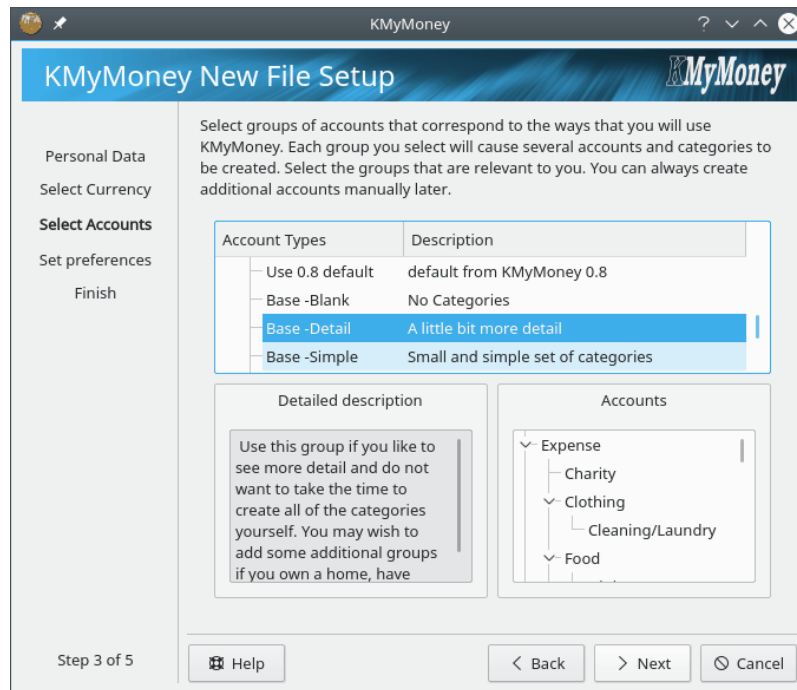 KMyMoney
KMyMoney New File Setup
KMyMoney
Personal Data
Select Currency
Select Accounts
Set preferences
Finish
Step 3 of 5
Select groups of accounts that correspond to the ways that you will use
KMyMoney. Each group you select will cause several accounts and categories to
be created. Select the groups that are relevant to you. You can always create
additional accounts manually later.
Account Types Description
Use 0.8 default default from KMyMoney 0.8
Base -Blank No Categories
Base -Detail A little bit more detail
Base -Simple Small and simple set of categories
Detailed description
Use this group if you like to
see more detail and do not
want to take the time to
create all of the categories
yourself. You may wish to
add some additional groups
if you own a home, have
Accounts
Expense
Charity
Clothing
Cleaning/Laundry
Food
Help
Back
Next
Cancel